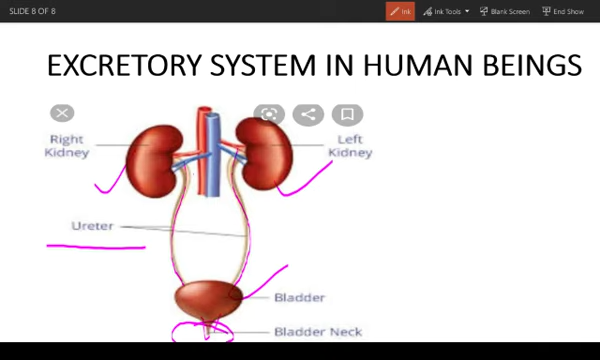 SLIDE 8 OF 8
Ink
Ink Tools
Blank Screen
End Show
EXCRETORY SYSTEM IN HUMAN BEINGS
Right
Kidney
Left
Kidney
Ureter
Bladder
Bladder Neck